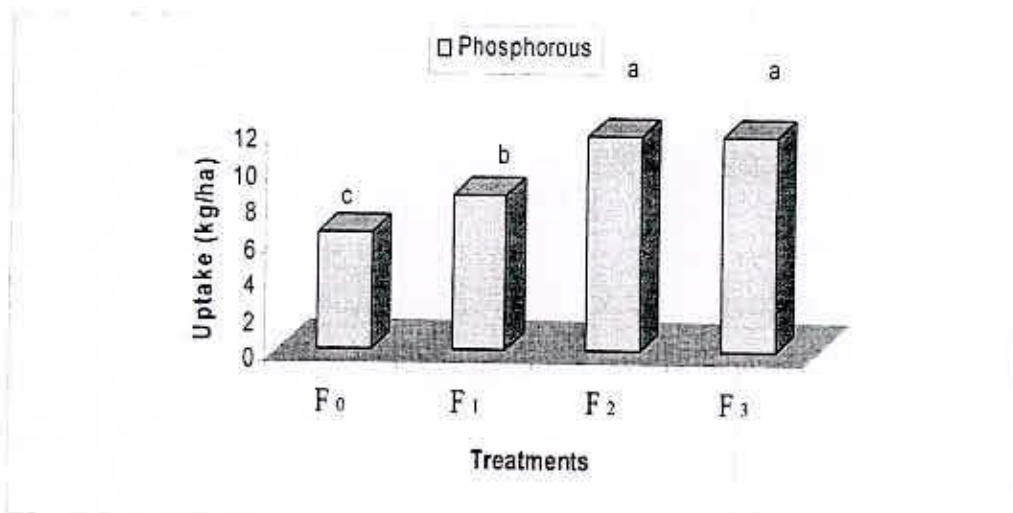 Phosphorous
a a
b
c
12
10
8
6
4
2
0
Uptake (kg/ha)
F0 F1 F2 F3
Treatments